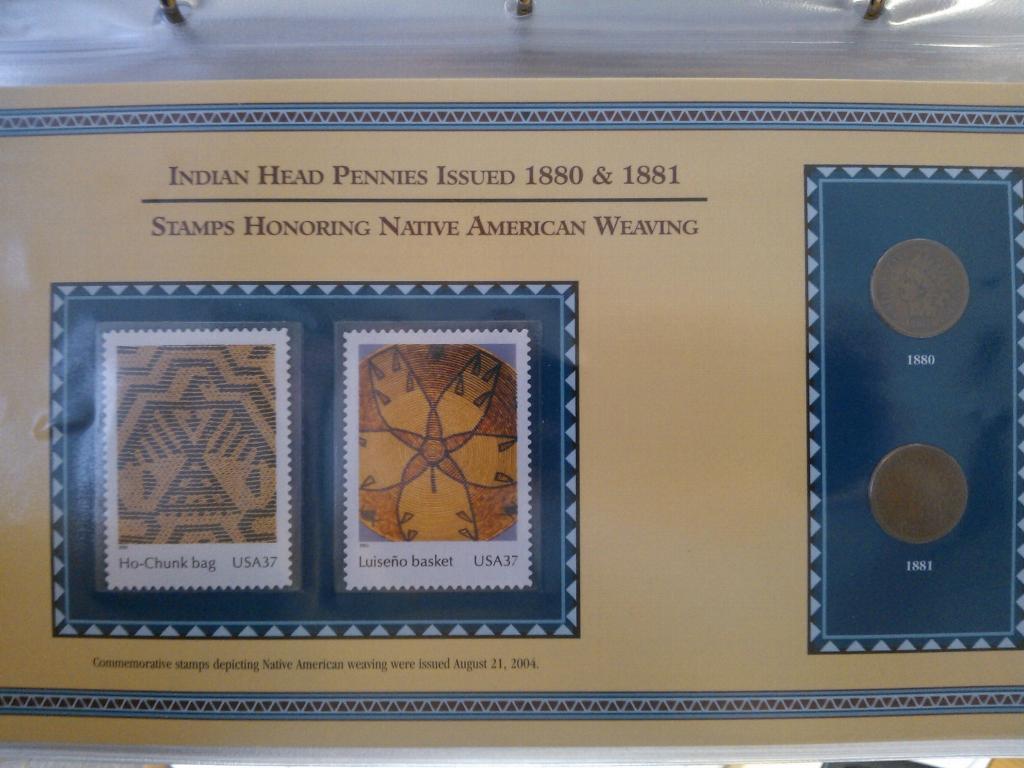 INDIAN HEAD PENNIES ISSUED 1880 & 1881
STAMPS HONORING NATIVE AMERICAN WEAVING
Ho-Chunk bag USA37
Luiseño basket USA37
Commemorative stamps depicting Native American weaving were issued August 21, 2004.
1880
1881